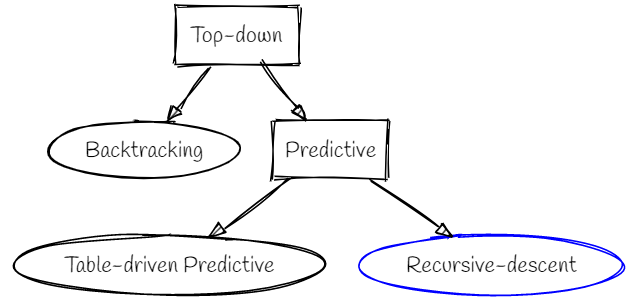 Top-down
Backtracking
Predictive
Table-driven Predictive
Recursive-descent